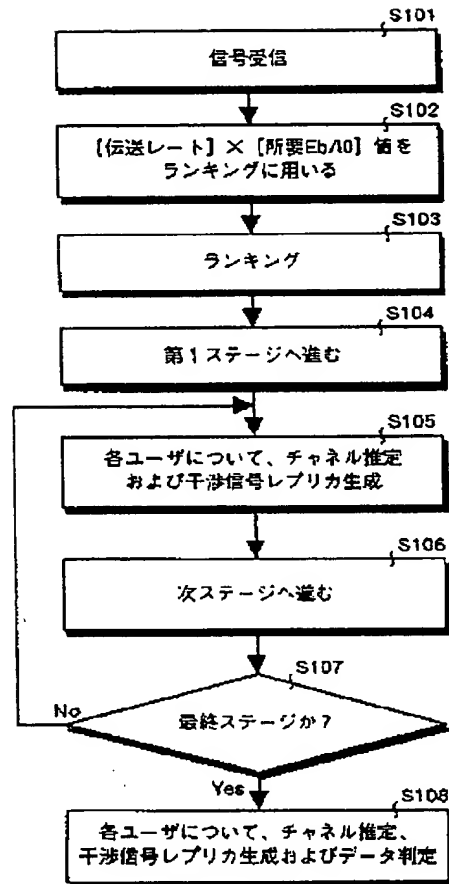 S101
信号受信
S102
[伝送レート] × [所要Eb/I0] 値を
ランキングに用いる
S103
ランキング
S104
第1ステージへ進む
S105
各ユーザについて、チャネル推定
および干渉信号レプリカ生成
S106
次ステージへ進む
S107
No
最終ステージか?
Yes
S108
各ユーザについて、チャネル推定、
干渉信号レプリカ生成およびデータ判定